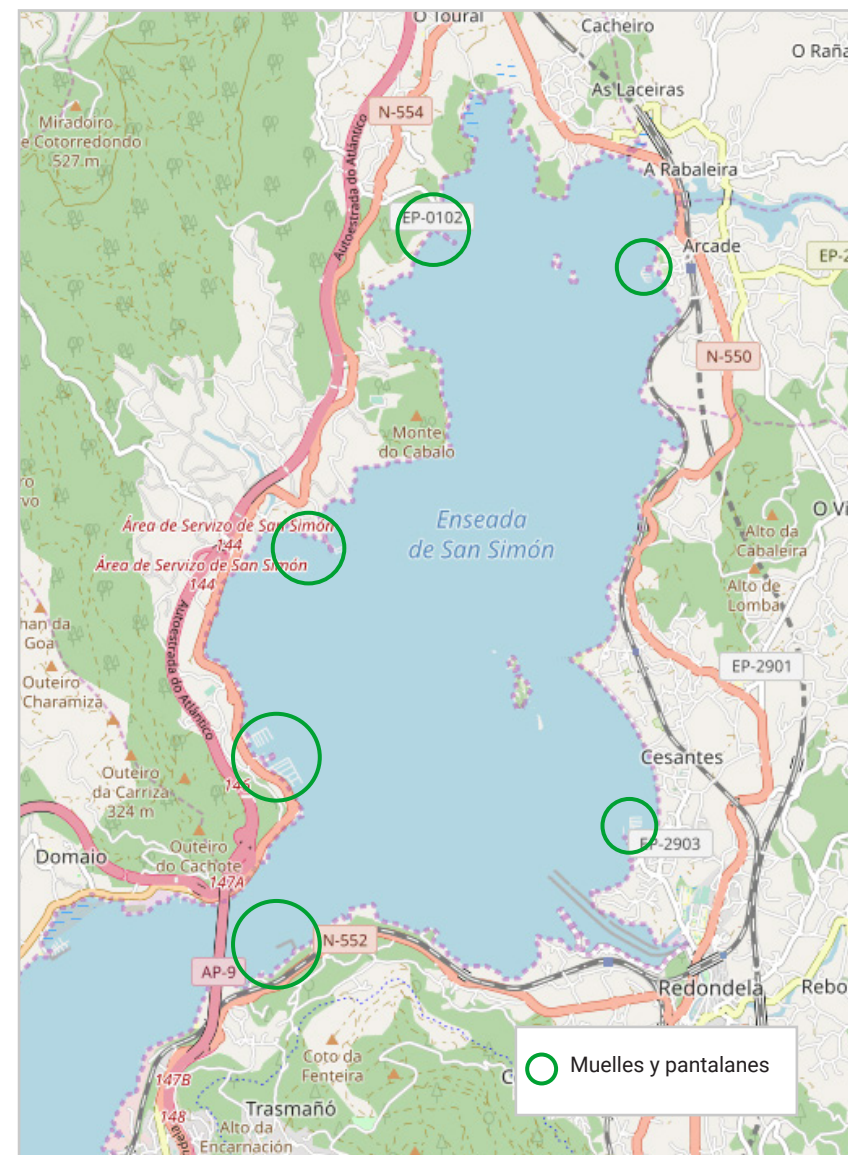 O Toural
Cacheiro
O Raña
As Laceiras
N-554
Miradoiro
e Cotorredondo
527 m
Autoestrada do Atlántico
A Rabaleira
EP-0102
Arcade
EP-2
N-550
Monte
do Cabalo
Enseada
de San Simón
O Vi
Área de Servizo de San Simón
144
Área de Servizo de San Simón
144
Alto da
Cabaleira
Alto de
Lomba
ro
vo
han da
Goa
Autoestrada do Atlántico
EP-2901
Outeiro
Charamiza
Cesantes
146
Outeiro
da Carriza
324 m
EP-2903
Outeiro
do Cachote
Domaio
147A
N-552
AP-9
Redondela
Rebo
Coto da
Fenteira
C
Muelles y pantalanes
147B
148
Trasmañó
Alto da
Encarnación